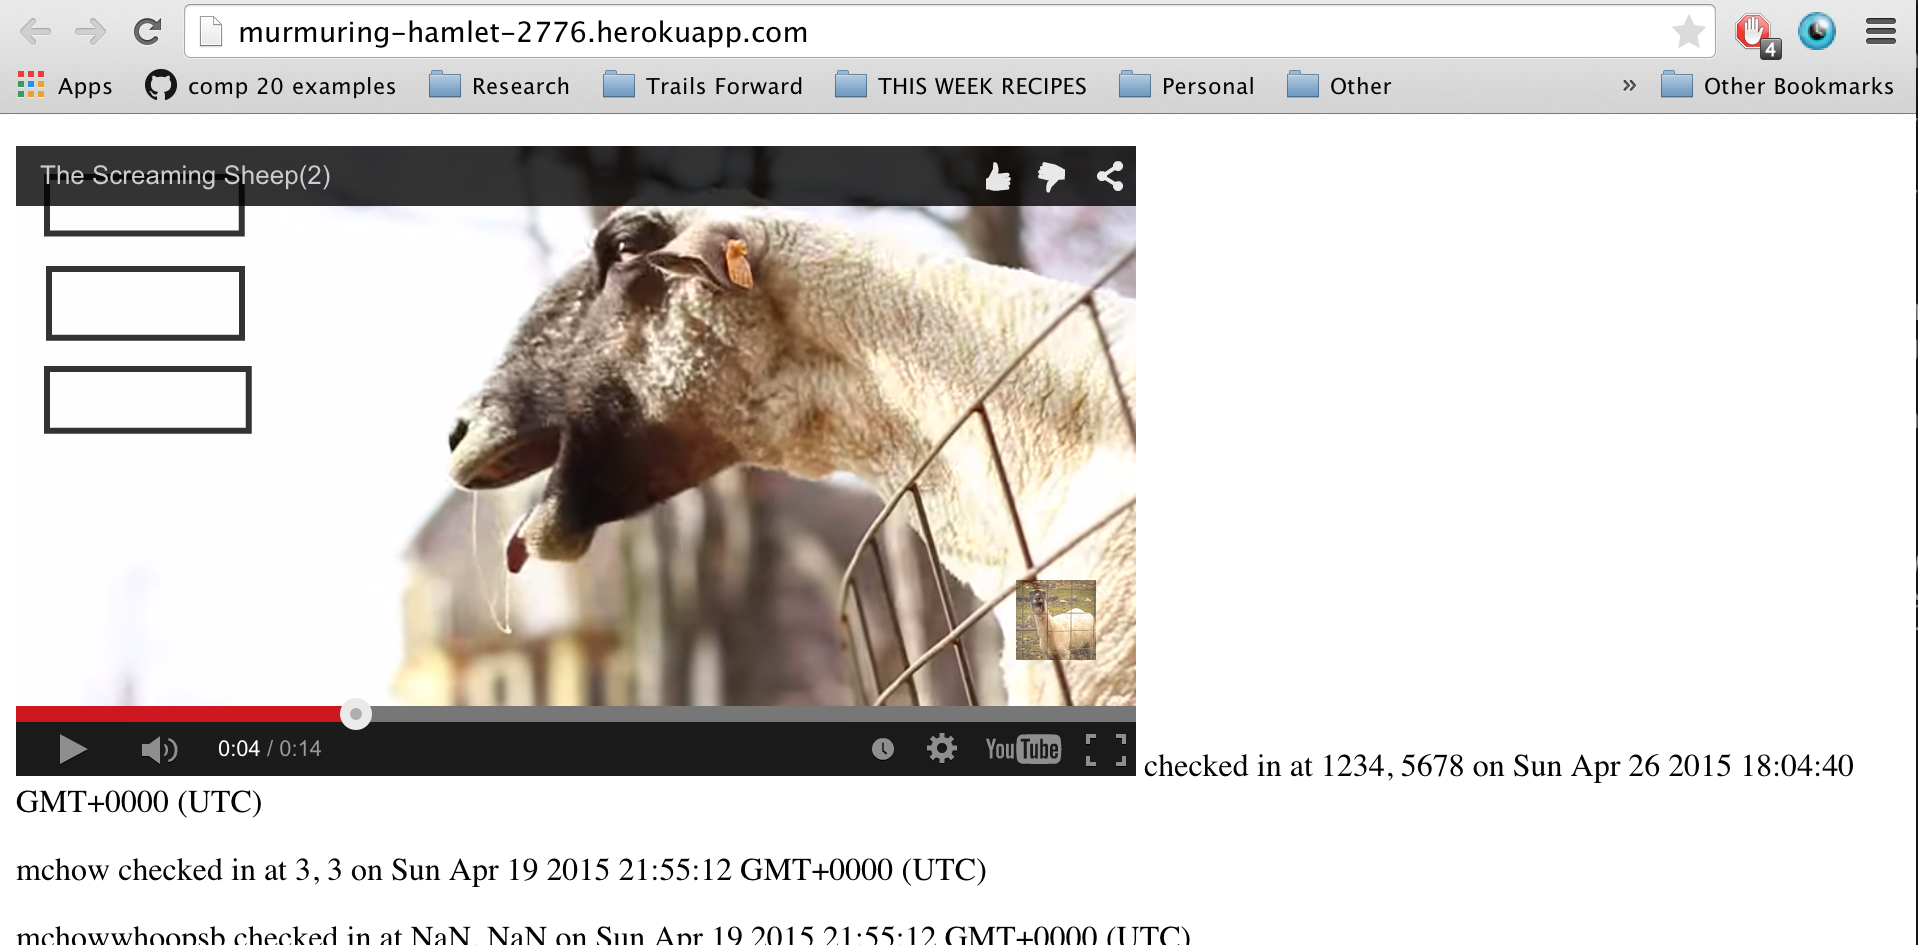 murmuring-hamlet-2776.herokuapp.com
4
Apps comp 20 examples Research Trails Forward THIS WEEK RECIPES Personal Other » Other Bookmarks
The Screaming Sheep(2)
0:04 / 0:14 YouTube
checked in at 1234, 5678 on Sun Apr 26 2015 18:04:40
GMT+0000 (UTC)
mchow checked in at 3, 3 on Sun Apr 19 2015 21:55:12 GMT+0000 (UTC)
mchowwhoopsb checked in at NaN, NaN on Sun Apr 19 2015 21:55:12 GMT+0000 (UTC)